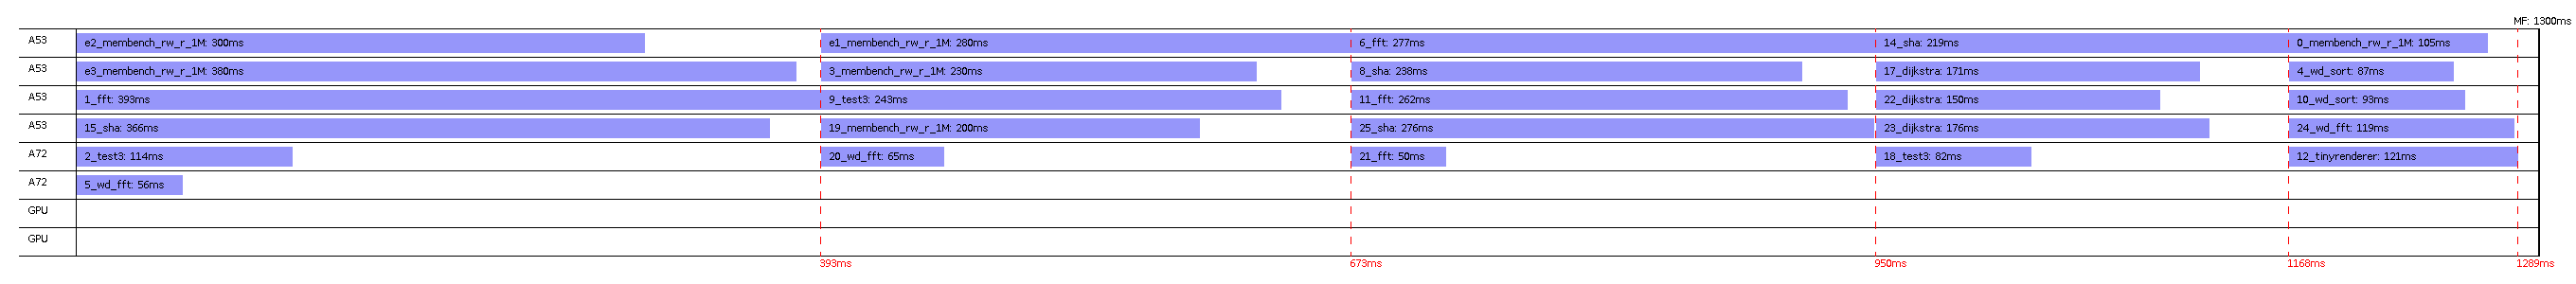 MF: 1300ms
A53 e2_membench_rw_r_1M: 300ms e1_membench_rw_r_1M: 280ms 6_fft: 277ms 14_sha: 219ms 0_membench_rw_r_1M: 105ms
A53 e3_membench_rw_r_1M: 380ms 3_membench_rw_r_1M: 230ms 8_sha: 238ms 17_dijkstra: 171ms 4_wd_sort: 87ms
A53 1_fft: 393ms 9_test3: 243ms 11_fft: 262ms 22_dijkstra: 150ms 10_wd_sort: 93ms
A53 15_sha: 366ms 19_membench_rw_r_1M: 200ms 25_sha: 276ms 23_dijkstra: 176ms 24_wd_fft: 119ms
A72 2_test3: 114ms 20_wd_fft: 65ms 21_fft: 50ms 18_test3: 82ms 12_tinyrenderer: 121ms
A72 5_wd_fft: 56ms
GPU
GPU
393ms 673ms 950ms 1168ms 1289ms